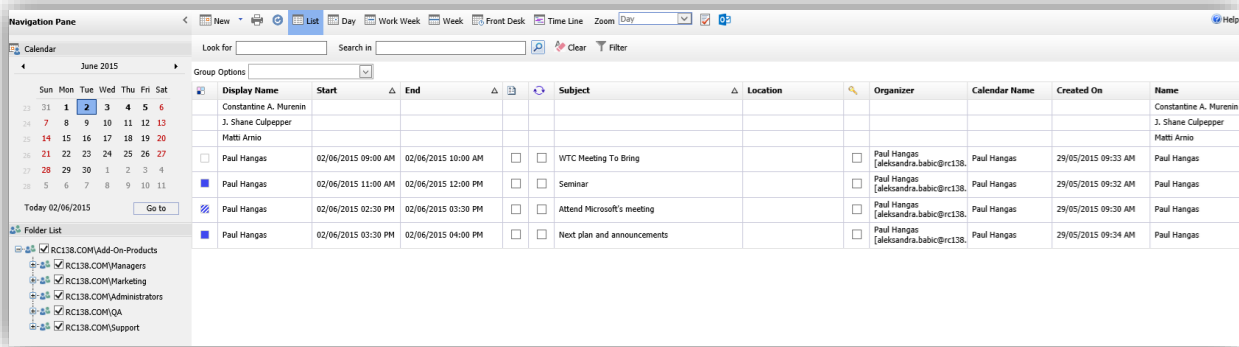 Navigation Pane
New
List
Day
Work Week
Week
Front Desk
Time Line
Zoom
Day
Help
Calendar
Look for
Search in
Clear
Filter
June 2015
Group Options
Sun Mon Tue Wed Thu Fri Sat
23 31 1 2 3 4 5 6
24 7 8 9 10 11 12 13
25 14 15 16 17 18 19 20
26 21 22 23 24 25 26 27
27 28 29 30 1 2 3 4
28 5 6 7 8 9 10 11
Today 02/06/2015
Go to
Folder List
RC138.COM\Add-On-Products
RC138.COM\Managers
RC138.COM\Marketing
RC138.COM\Administrators
RC138.COM\QA
RC138.COM\Support
Display Name Start End Subject Location Organizer Calendar Name Created On Name
Constantine A. Murenin Constantine A. Murenin
J. Shane Culpepper J. Shane Culpepper
Matti Arnio Matti Arnio
Paul Hangas 02/06/2015 09:00 AM 02/06/2015 10:00 AM WTC Meeting To Bring Paul Hangas [aleksandra.babic@rc138. Paul Hangas 29/05/2015 09:33 AM Paul Hangas
Paul Hangas 02/06/2015 11:00 AM 02/06/2015 12:00 PM Seminar Paul Hangas [aleksandra.babic@rc138. Paul Hangas 29/05/2015 09:32 AM Paul Hangas
Paul Hangas 02/06/2015 02:30 PM 02/06/2015 03:30 PM Attend Microsoft's meeting Paul Hangas [aleksandra.babic@rc138. Paul Hangas 29/05/2015 09:30 AM Paul Hangas
Paul Hangas 02/06/2015 03:30 PM 02/06/2015 04:00 PM Next plan and announcements Paul Hangas [aleksandra.babic@rc138. Paul Hangas 29/05/2015 09:34 AM Paul Hangas